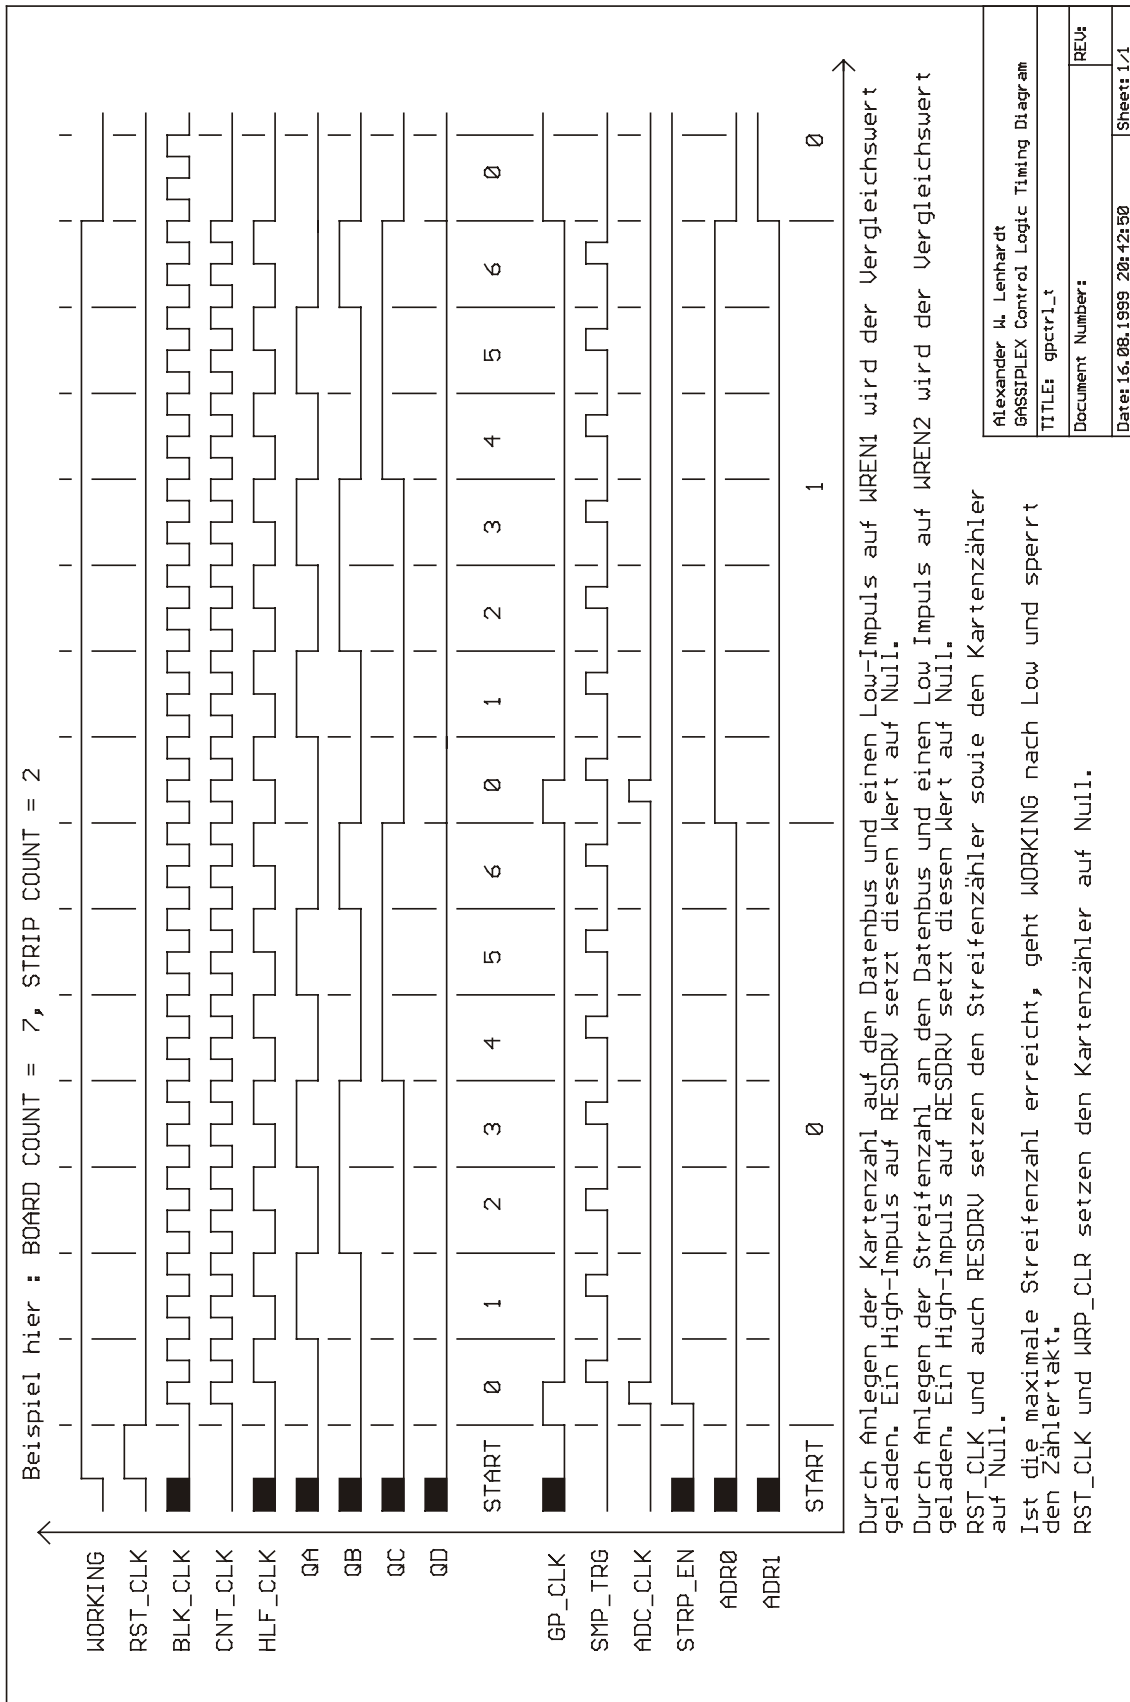 Beispiel hier : BOARD COUNT = 7, STRIP COUNT = 2
WORKING
RST_CLK
BLK_CLK
CNT_CLK
HLF_CLK
QA
QB
QC
QD
START 0 1 2 3 4 5 6 0 1 2 3 4 5 6 0
GP_CLK
SMP_TRG
ADC_CLK
STRP_EN
ADR0
ADR1
START 0 1 0
Durch Anlegen der Kartenzahl auf den Datenbus und einen Low-Impuls auf WREN1 wird der Vergleichswert
geladen. Ein High-Impuls auf RESDRV setzt diesen Wert auf Null.
Durch Anlegen der Streifenzahl an den Datenbus und einen Low Impuls auf WREN2 wird der Vergleichswert
geladen. Ein High-Impuls auf RESDRV setzt diesen Wert auf Null.
RST_CLK und auch RESDRV setzen den Streifenzähler sowie den Kartenzähler
auf Null.
Ist die maximale Streifenzahl erreicht, geht WORKING nach Low und sperrt
den Zählertakt.
RST_CLK und WRP_CLR setzen den Kartenzähler auf Null.
Alexander W. Lenhardt
GASSIPLEX Control Logic Timing Diagram
TITLE: gpctrl_t
Document Number:
REV:
Date: 16.08.1999 20:42:50
Sheet: 1/1